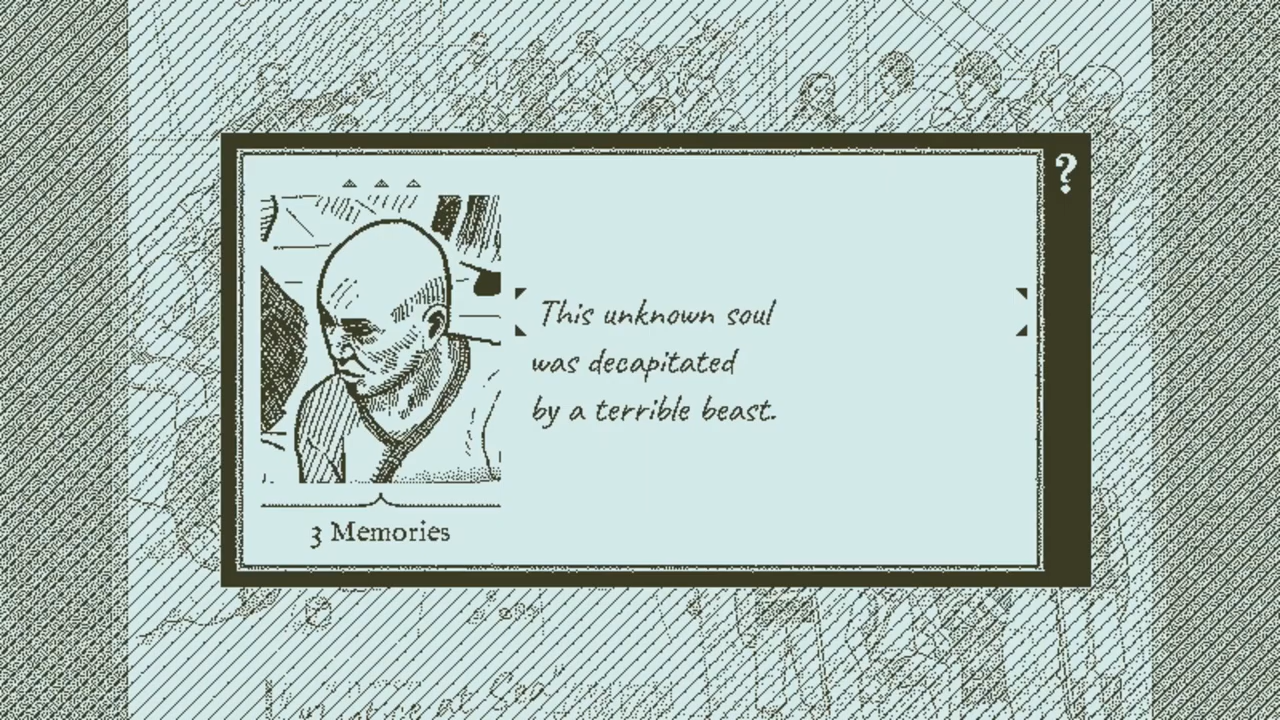 ?
This unknown soul
was decapitated
by a terrible beast.
3 Memories